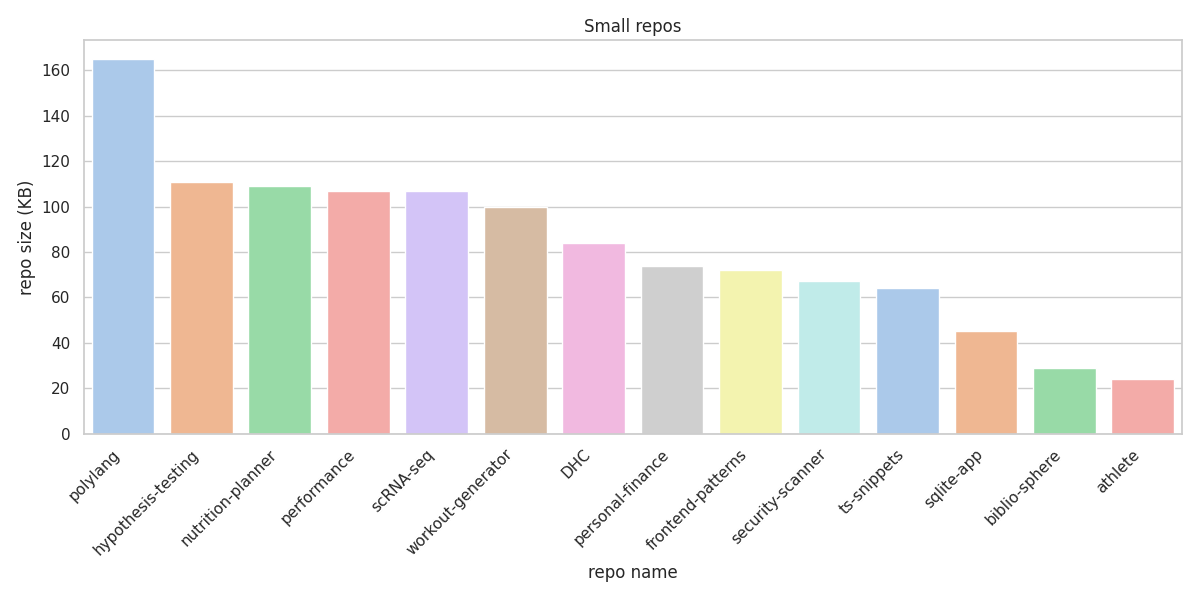 Small repos
repo size (KB)
160
140
120
100
80
60
40
20
0
polylang
hypothesis-testing
nutrition-planner
performance
scRNA-seq
workout-generator
DHC
personal-finance
frontend-patterns
security-scanner
ts-snippets
sqlite-app
biblio-sphere
athlete
repo name